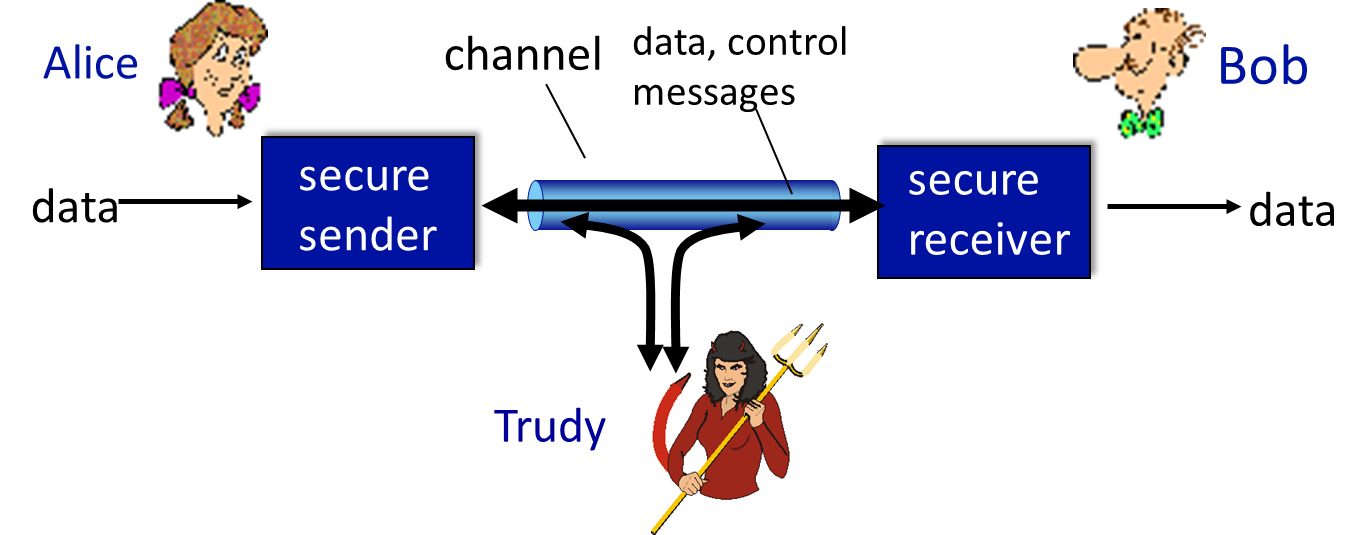 Alice
channel
data, control
messages
Bob
data
secure
sender
secure
receiver
data
Trudy